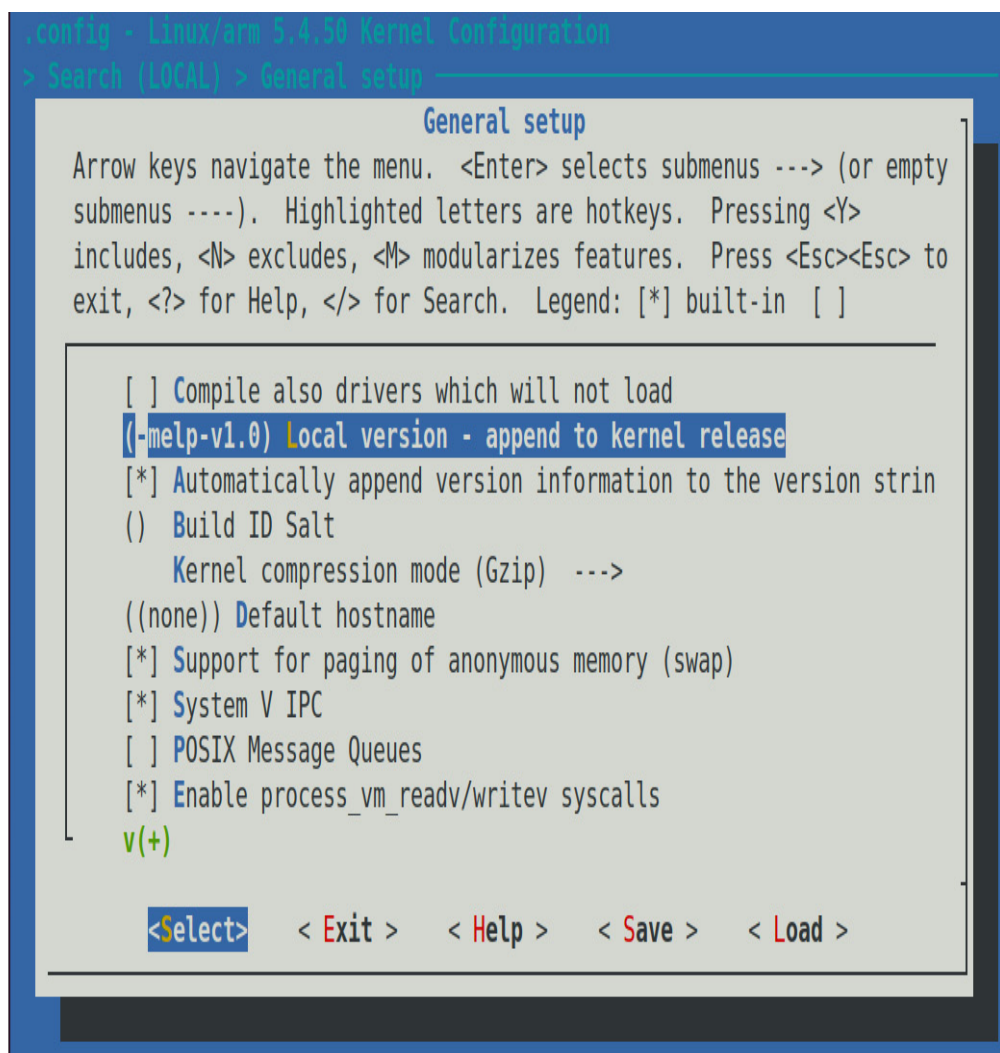 .config - Linux/arm 5.4.50 Kernel Configuration
> Search (LOCAL) > General setup
General setup
Arrow keys navigate the menu.  <Enter> selects submenus ---> (or empty
submenus ----).  Highlighted letters are hotkeys.  Pressing <Y>
includes, <N> excludes, <M> modularizes features.  Press <Esc><Esc> to
exit, <?> for Help, </> for Search.  Legend: [*] built-in  [ ]
[ ] Compile also drivers which will not load
(-melp-v1.0) Local version - append to kernel release
[*] Automatically append version information to the version strin
()  Build ID Salt
Kernel compression mode (Gzip)  --->
((none)) Default hostname
[*] Support for paging of anonymous memory (swap)
[*] System V IPC
[ ] POSIX Message Queues
[*] Enable process_vm_readv/writev syscalls
v(+)
<Select>    < Exit >    < Help >    < Save >    < Load >